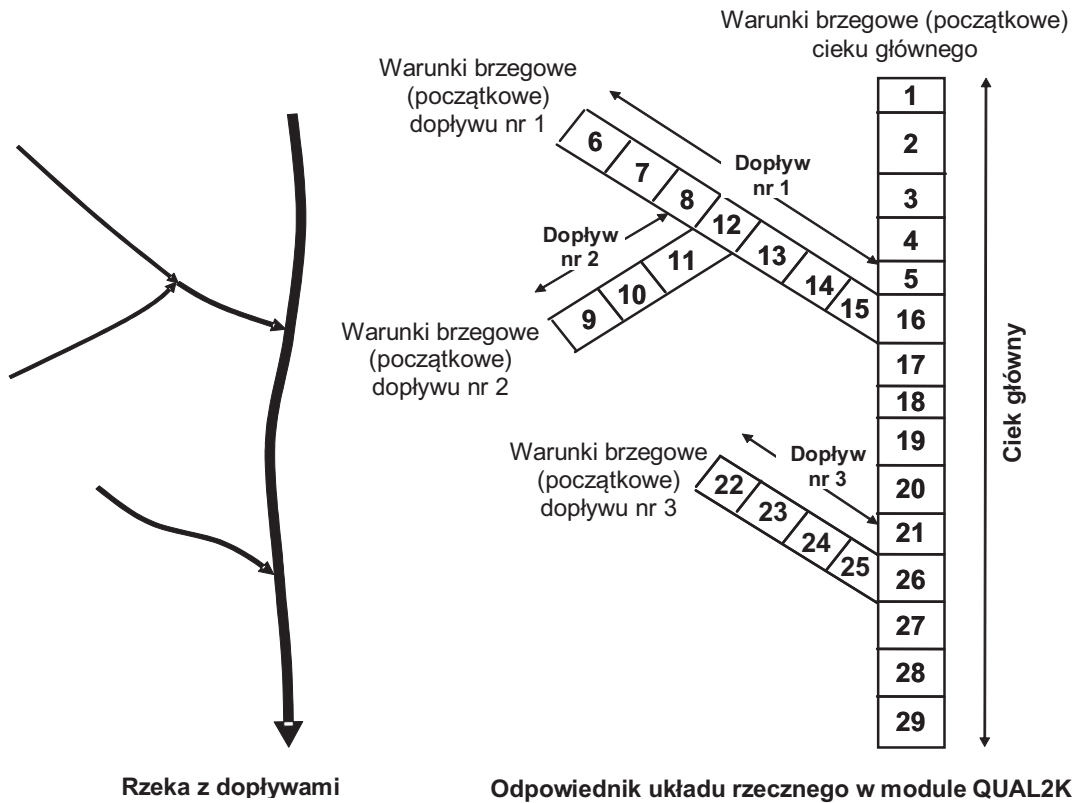 Warunki brzegowe (początkowe)
cieku głównego
Warunki brzegowe
(początkowe)
dopływu nr 1
Dopływ
nr 1
Dopływ
nr 2
Warunki brzegowe
(początkowe)
dopływu nr 2
Warunki brzegowe
(początkowe)
dopływu nr 3
Dopływ
nr 3
1
2
3
4
5
6
7
8
12
13
14
15
9
10
11
16
17
18
19
20
21
22
23
24
25
26
27
28
29
Ciek główny
Rzeka z dopływami
Odpowiednik układu rzecznego w module QUAL2K